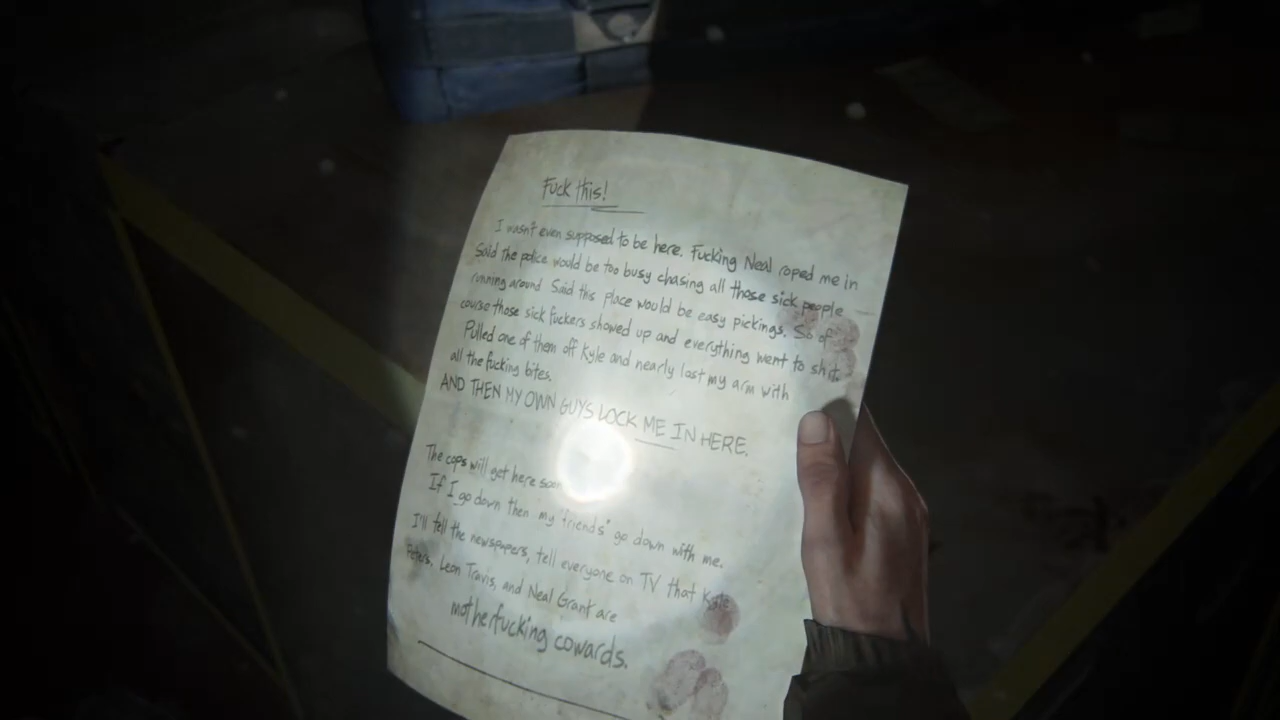 Fuck this!
I wasn't even supposed to be here. Fucking Neal roped me in
Said the police would be too busy chasing all those sick people
running around. Said this place would be easy pickings. So of
course those sick fuckers showed up and everything went to shit.
Pulled one of them off Kyle and nearly lost my arm with
all the fucking bites.
AND THEN MY OWN GUYS LOCK ME IN HERE.
The cops will get here soon
If I go down then my "friends" go down with me.
I'll tell the newspapers, tell everyone on TV that Kyle
Peters, Leon Travis, and Neal Grant are
motherfucking cowards.